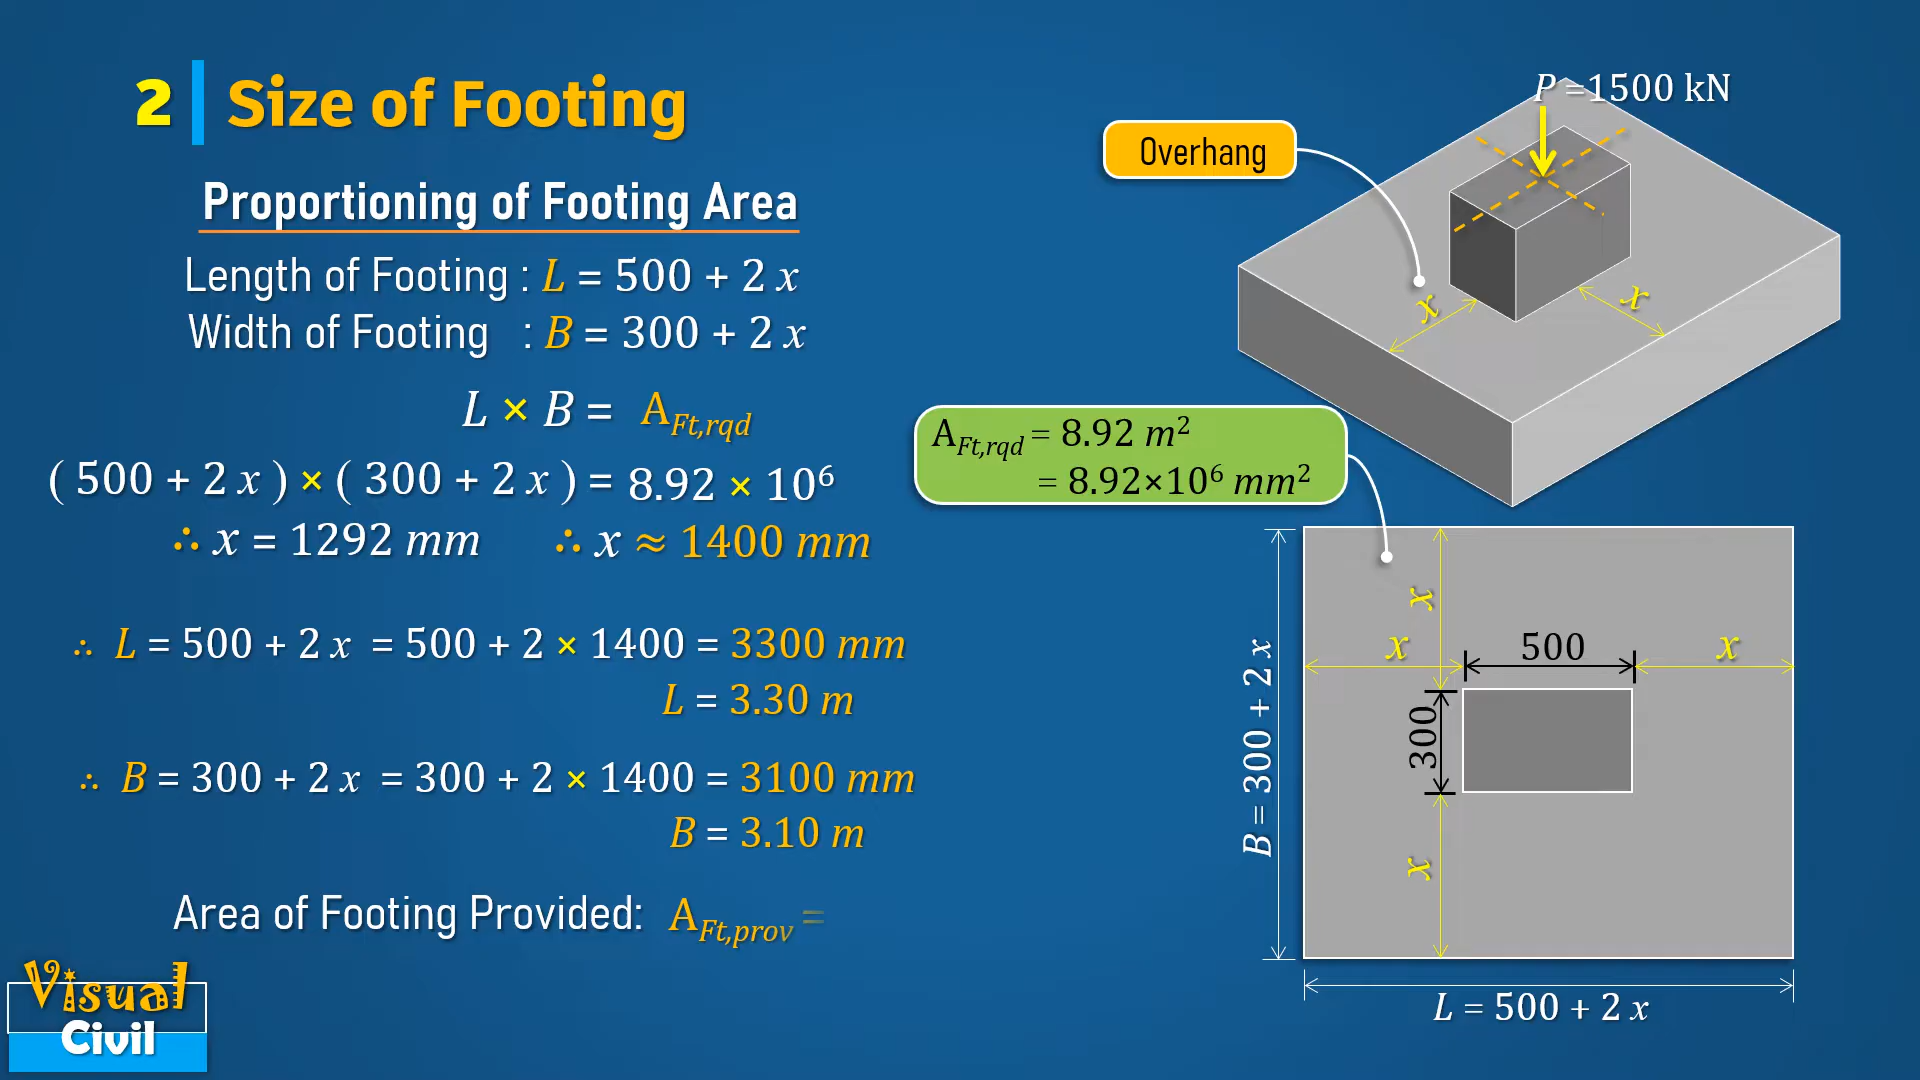 2 Size of Footing
Proportioning of Footing Area
Length of Footing : L = 500 + 2 x
Width of Footing : B = 300 + 2 x
L × B = A_Ft,rqd
( 500 + 2 x ) × ( 300 + 2 x ) = 8.92 × 10⁶
∴ x = 1292 mm ∴ x ≈ 1400 mm
∴ L = 500 + 2 x = 500 + 2 × 1400 = 3300 mm
L = 3.30 m
∴ B = 300 + 2 x = 300 + 2 × 1400 = 3100 mm
B = 3.10 m
Area of Footing Provided: A_Ft,prov =
Visual
Civil
P =1500 kN
Overhang
x
x
A_Ft,rqd = 8.92 m²
= 8.92×10⁶ mm²
x
x
500
x
300
x
B = 300 + 2 x
L = 500 + 2 x